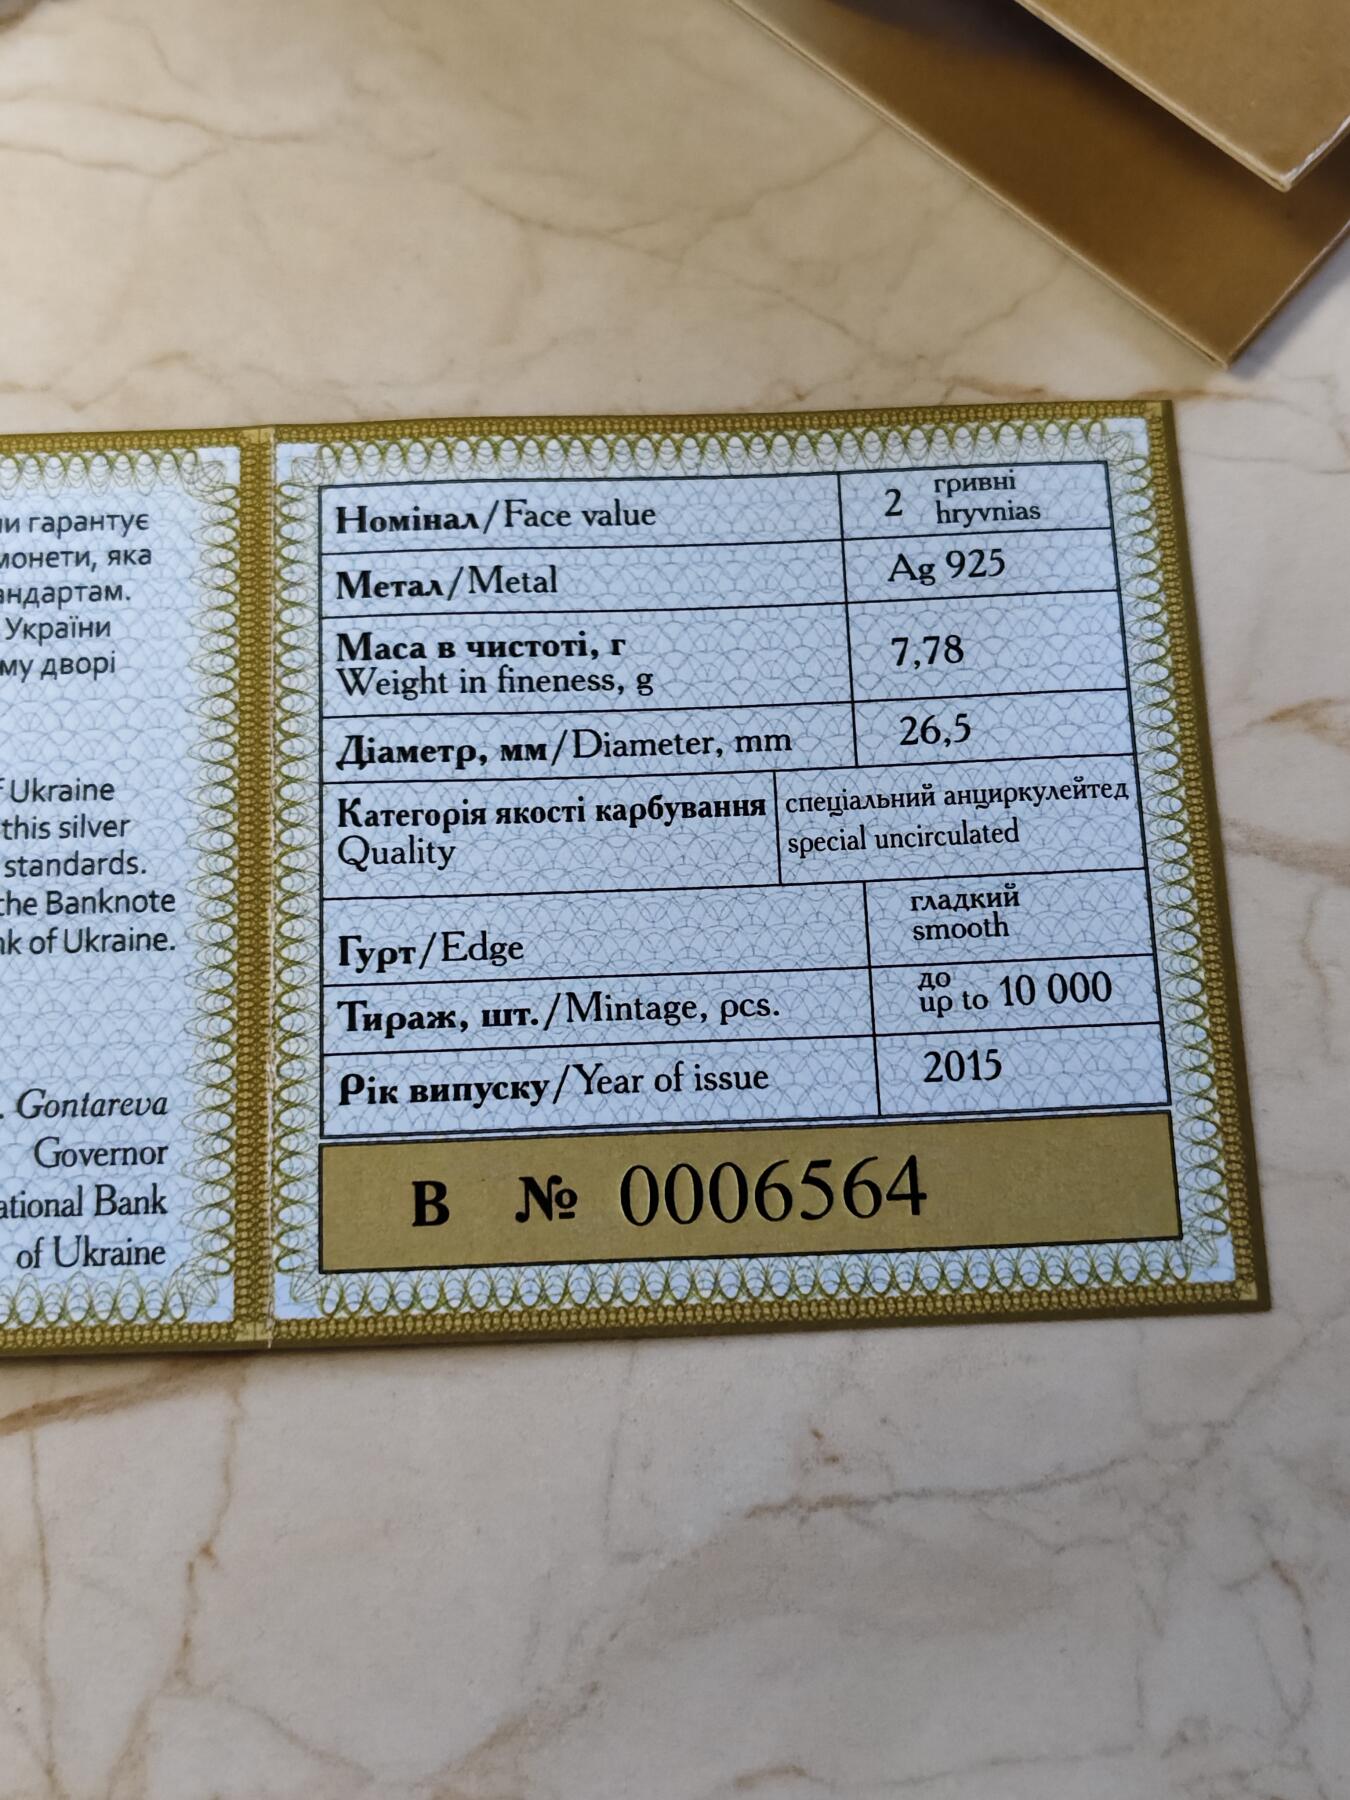 и гарантує
монети, яка
андартам.
України
му дворі
Ukraine
this silver
standards.
the Banknote
nk of Ukraine.
. Gontareva
Governor
ational Bank
of Ukraine
Номінал/Face value 2 гривні
hryvnias
Метал/Metal Ag 925
Маса в чистоті, г
Weight in fineness, g 7,78
Діаметр, мм/Diameter, mm 26,5
Категорія якості карбування спеціальний анциркулейтед
Quality special uncirculated
Гурт/Edge гладкий
smooth
Тираж, шт./Mintage, pcs. до
up to 10 000
Рік випуску/Year of issue 2015
В № 0006564